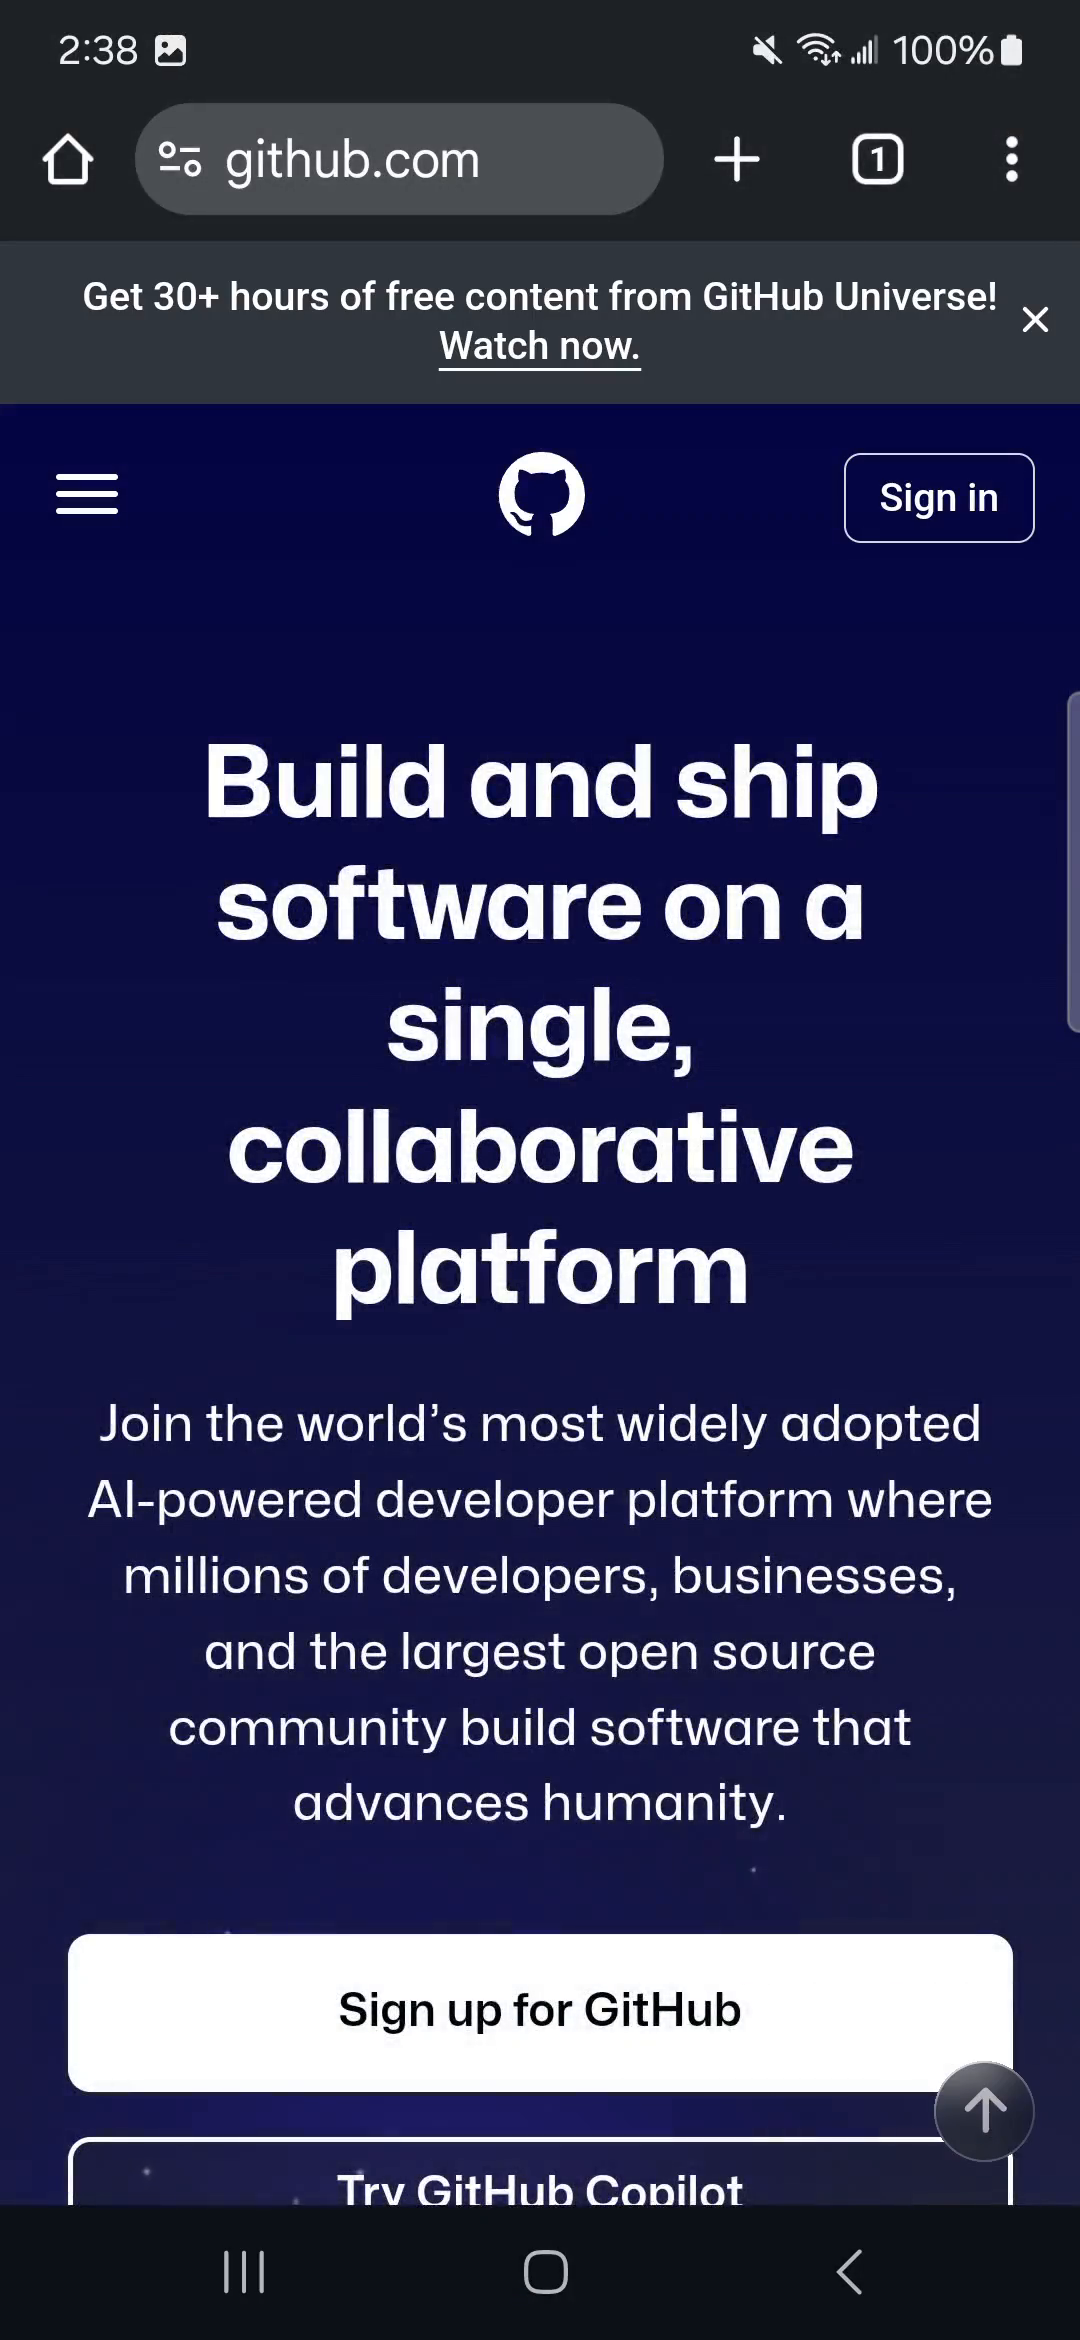 2:38
100%
github.com
1
Get 30+ hours of free content from GitHub Universe!
Watch now.
Sign in
Build and ship
software on a
single,
collaborative
platform
Join the world’s most widely adopted
AI-powered developer platform where
millions of developers, businesses,
and the largest open source
community build software that
advances humanity.
Sign up for GitHub
Try GitHub Copilot